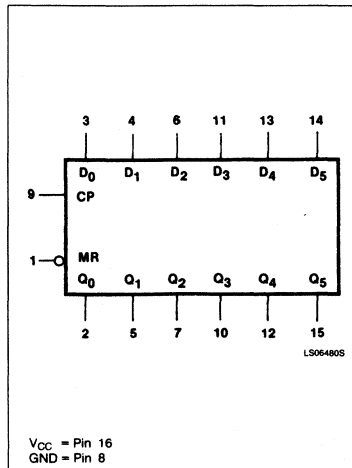 3 4 6 11 13 14
D0 D1 D2 D3 D4 D5
9 CP
1 MR
Q0 Q1 Q2 Q3 Q4 Q5
2 5 7 10 12 15
LS06480S
VCC = Pin 16
GND = Pin 8